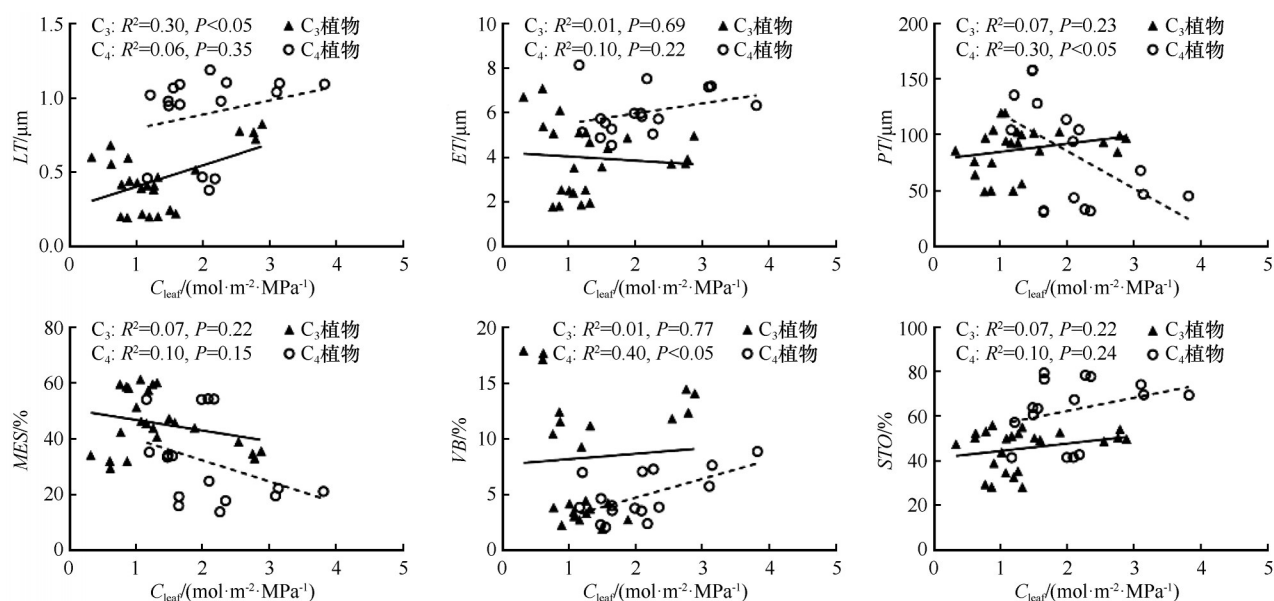 C₃: R²=0.30, P<0.05 ▲ C₃植物
C₄: R²=0.06, P=0.35 ○ C₄植物
LT/μm
1.5
1.0
0.5
0.0
0 1 2 3 4 5
C_leaf/(mol·m⁻²·MPa⁻¹)
C₃: R²=0.01, P=0.69 ▲ C₃植物
C₄: R²=0.10, P=0.22 ○ C₄植物
ET/μm
10
8
6
4
2
0
0 1 2 3 4 5
C_leaf/(mol·m⁻²·MPa⁻¹)
C₃: R²=0.07, P=0.23 ▲ C₃植物
C₄: R²=0.30, P<0.05 ○ C₄植物
PT/μm
200
150
100
50
0
0 1 2 3 4 5
C_leaf/(mol·m⁻²·MPa⁻¹)
C₃: R²=0.07, P=0.22 ▲ C₃植物
C₄: R²=0.10, P=0.15 ○ C₄植物
MES/%
80
60
40
20
0
0 1 2 3 4 5
C_leaf/(mol·m⁻²·MPa⁻¹)
C₃: R²=0.01, P=0.77 ▲ C₃植物
C₄: R²=0.40, P<0.05 ○ C₄植物
VB/%
20
15
10
5
0
0 1 2 3 4 5
C_leaf/(mol·m⁻²·MPa⁻¹)
C₃: R²=0.07, P=0.22 ▲ C₃植物
C₄: R²=0.10, P=0.24 ○ C₄植物
STO/%
100
80
60
40
20
0
0 1 2 3 4 5
C_leaf/(mol·m⁻²·MPa⁻¹)